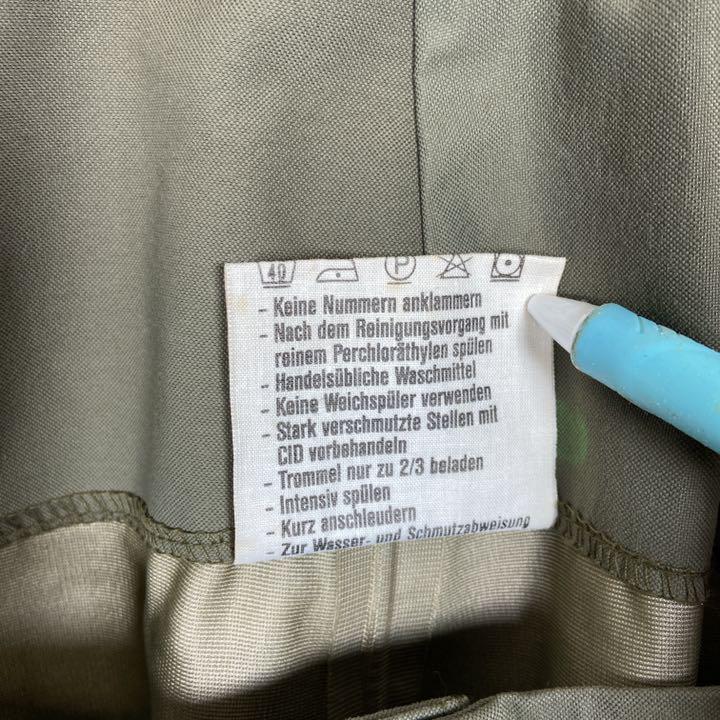 40 P
- Keine Nummern anklammern
- Nach dem Reinigungsvorgang mit
reinem Perchloräthylen spülen
- Handelsübliche Waschmittel
- Keine Weichspüler verwenden
- Stark verschmutzte Stellen mit
CID vorbehandeln
- Trommel nur zu 2/3 beladen
- Intensiv spülen
- Kurz anschleudern
- Zur Wasser- und Schmutzabweisung